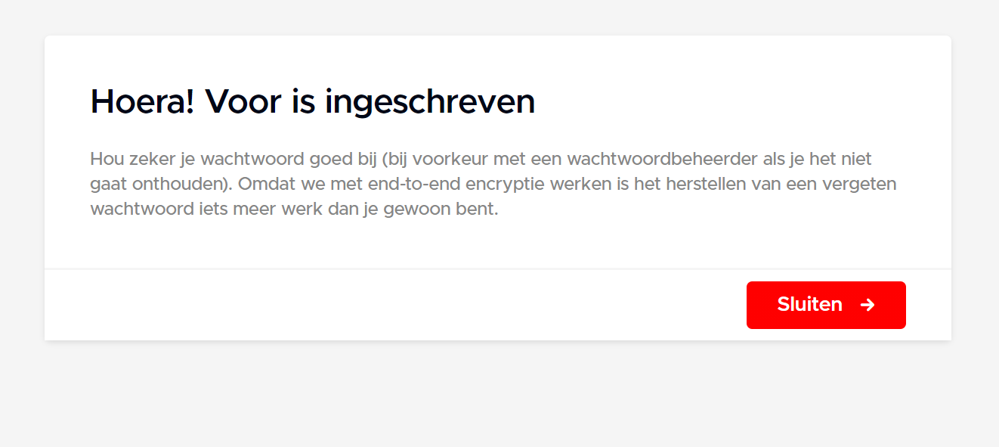 Hoera! Voor is ingeschreven
Hou zeker je wachtwoord goed bij (bij voorkeur met een wachtwoordbeheerder als je het niet
gaat onthouden). Omdat we met end-to-end encryptie werken is het herstellen van een vergeten
wachtwoord iets meer werk dan je gewoon bent.
Sluiten